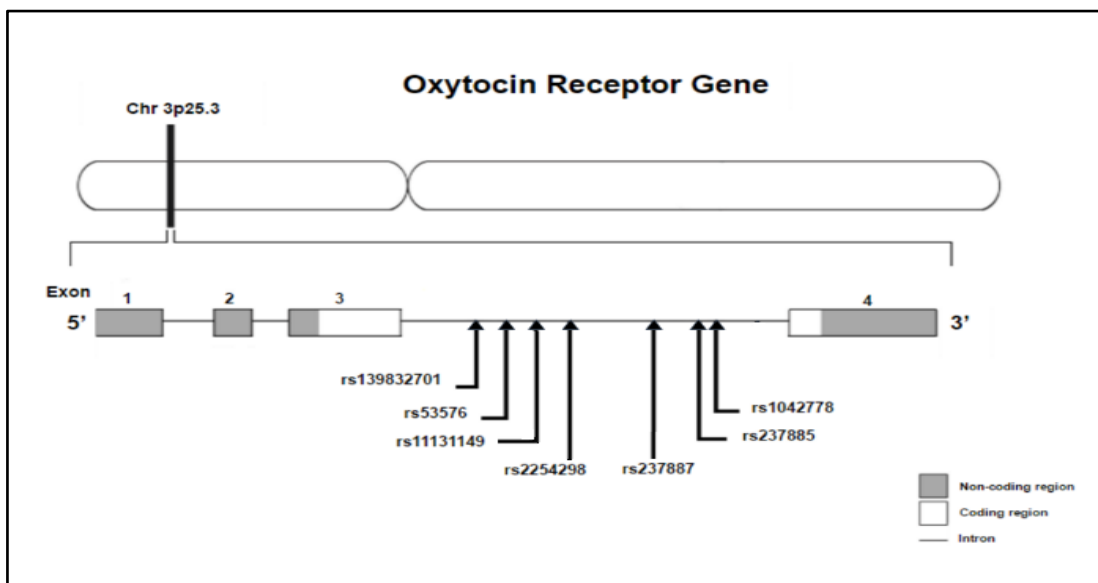 Oxytocin Receptor Gene
Chr 3p25.3
Exon 1 2 3 4
5’ 3’
rs139832701
rs53576
rs1042778
rs11131149
rs237885
rs2254298
rs237887
Non-coding region
Coding region
Intron